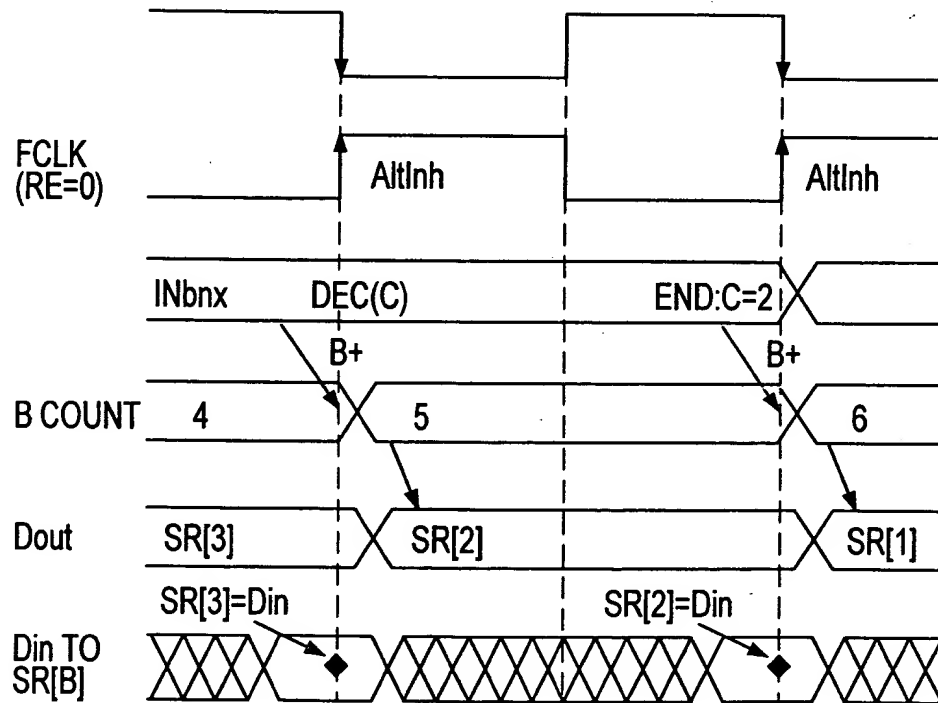 FCLK
(RE=0)
AltInh
AltInh
INbnx
DEC(C)
END:C=2
B+
B+
B COUNT
4
5
6
Dout
SR[3]
SR[2]
SR[1]
SR[3]=Din
SR[2]=Din
Din TO
SR[B]